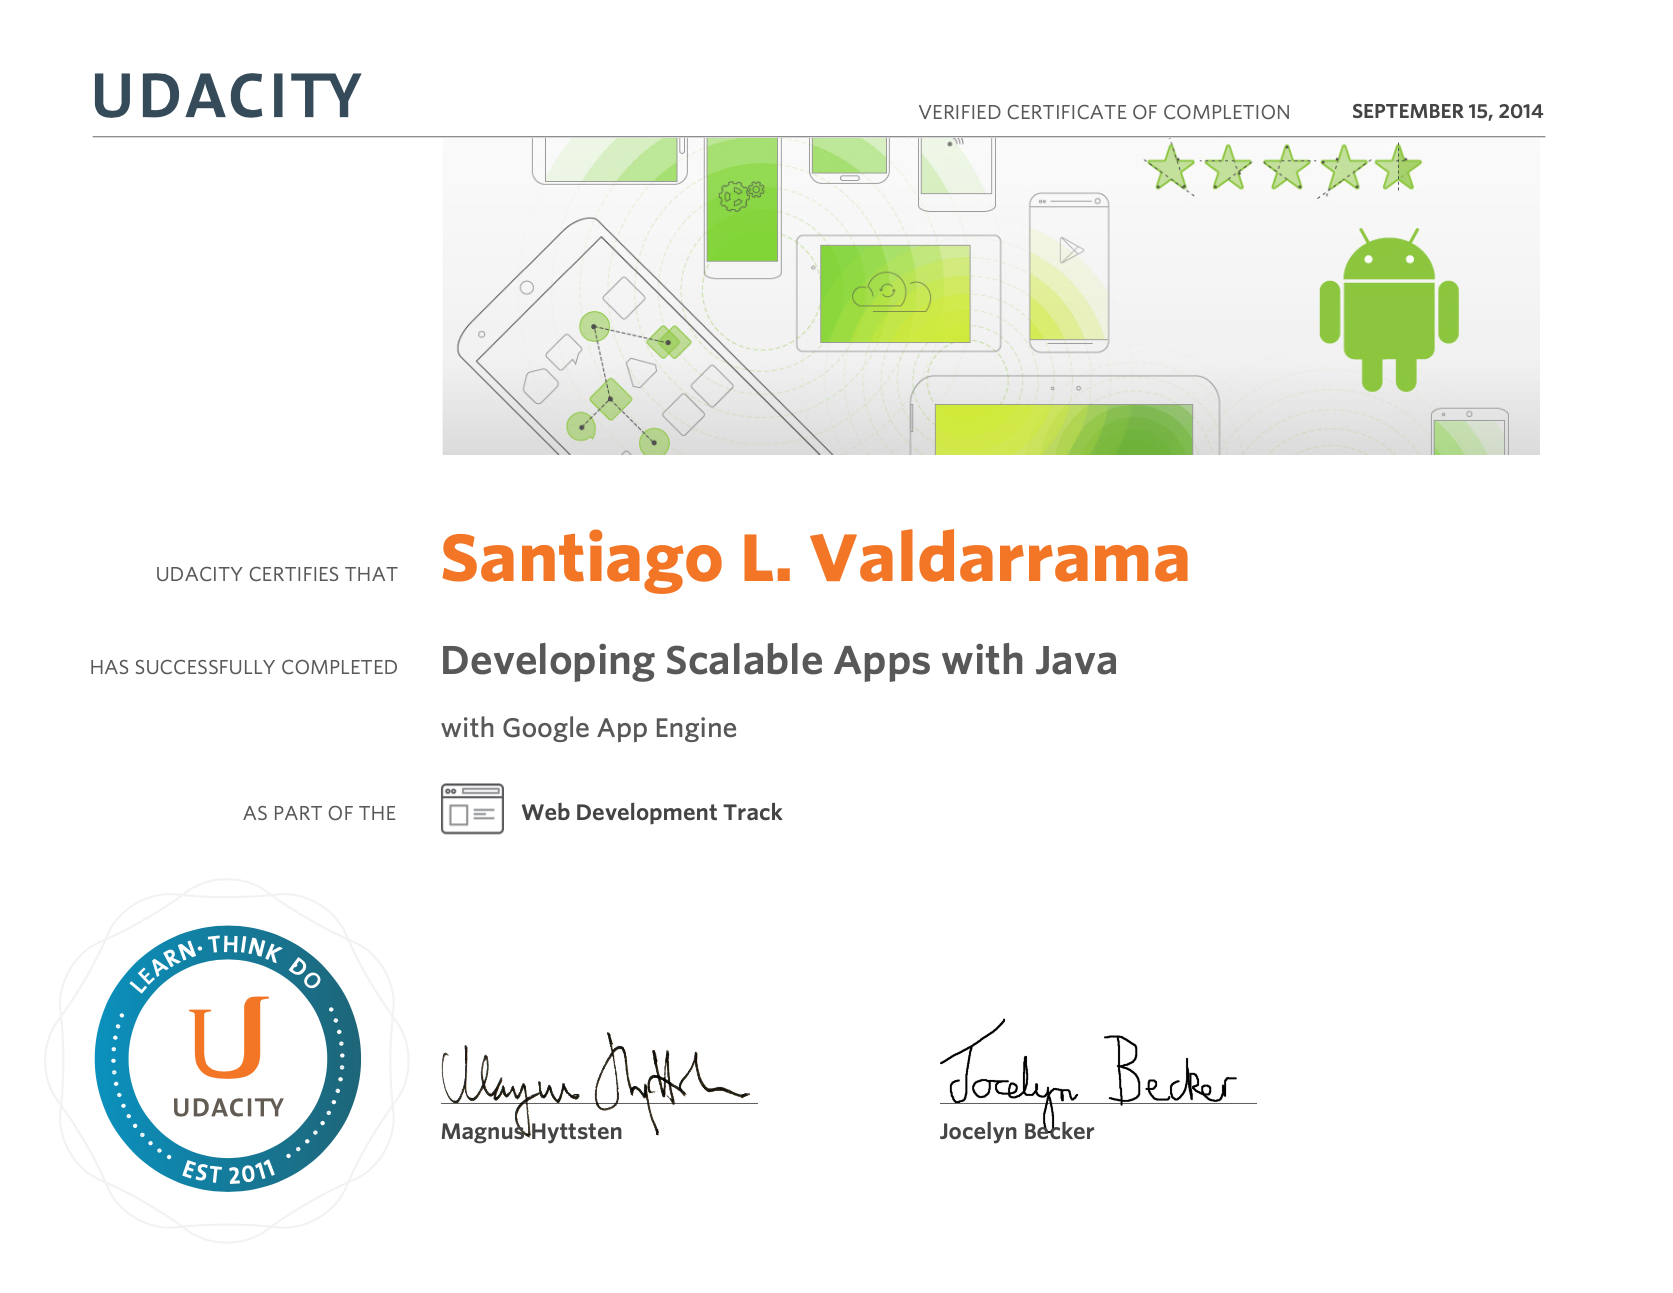 UDACITY
VERIFIED CERTIFICATE OF COMPLETION SEPTEMBER 15, 2014
UDACITY CERTIFIES THAT Santiago L. Valdarrama
HAS SUCCESSFULLY COMPLETED Developing Scalable Apps with Java
with Google App Engine
AS PART OF THE Web Development Track
LEARN· THINK DO
U
UDACITY
EST 2011
Magnus Hyttsten
Jocelyn Becker
Magnus Hyttsten
Jocelyn Becker